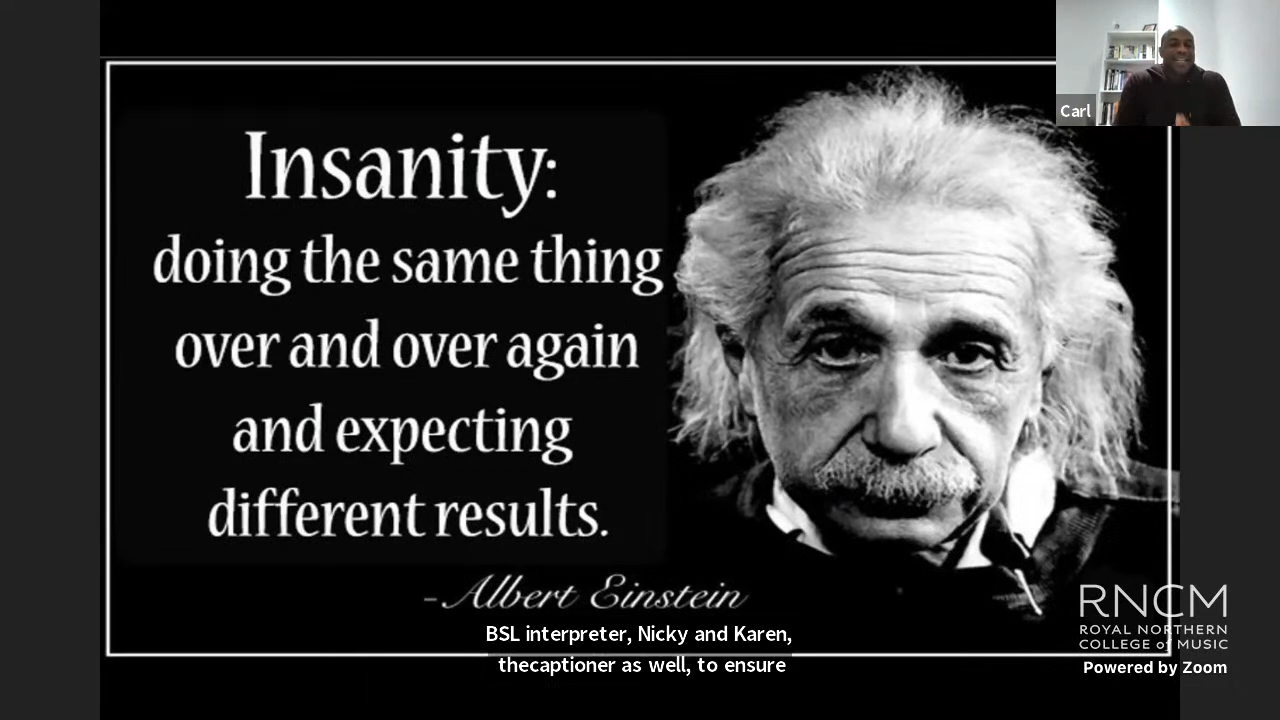 Carl
Insanity:
doing the same thing
over and over again
and expecting
different results.
-Albert Einstein
BSL interpreter, Nicky and Karen,
thecaptioner as well, to ensure
RNCM
ROYAL NORTHERN
COLLEGE of MUSIC
Powered by Zoom